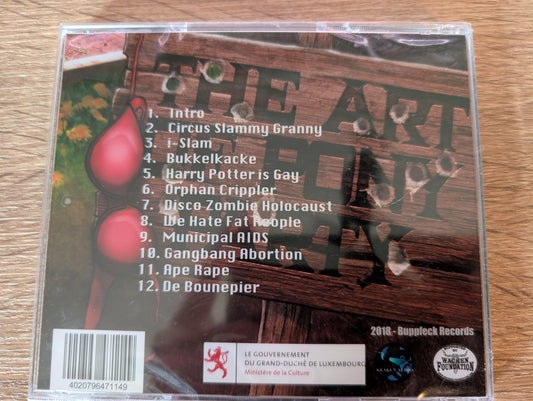 THE ART
PONY
1. Intro
2. Circus Slammy Granny
3. i-Slam
4. Bukkelkacke
5. Harry Potter is Gay
6. Orphan Crippler
7. Disco Zombie Holocaust
8. We Hate Fat People
9. Municipal AIDS
10. Gangbang Abortion
11. Ape Rape
12. De Bounepier
2018 - Buppfeck Records
LE GOUVERNEMENT
DU GRAND-DUCHÉ DE LUXEMBOURG
Ministère de la Culture
WACKEN
FOUNDATION
4020796471149